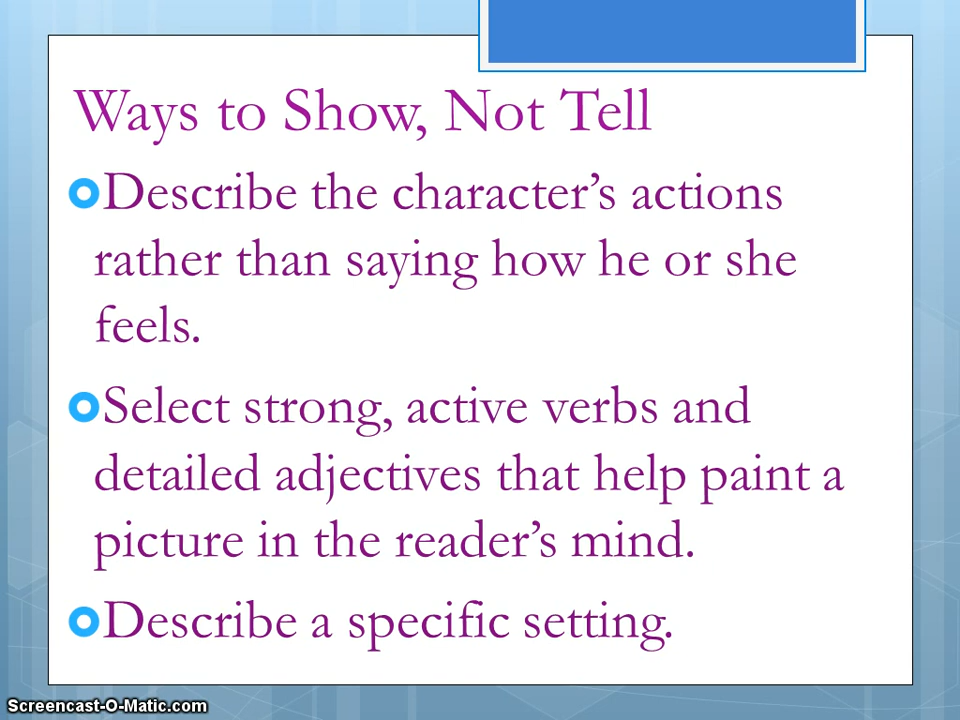 Ways to Show, Not Tell
Describe the character’s actions
rather than saying how he or she
feels.
Select strong, active verbs and
detailed adjectives that help paint a
picture in the reader’s mind.
Describe a specific setting.
Screencast-O-Matic.com